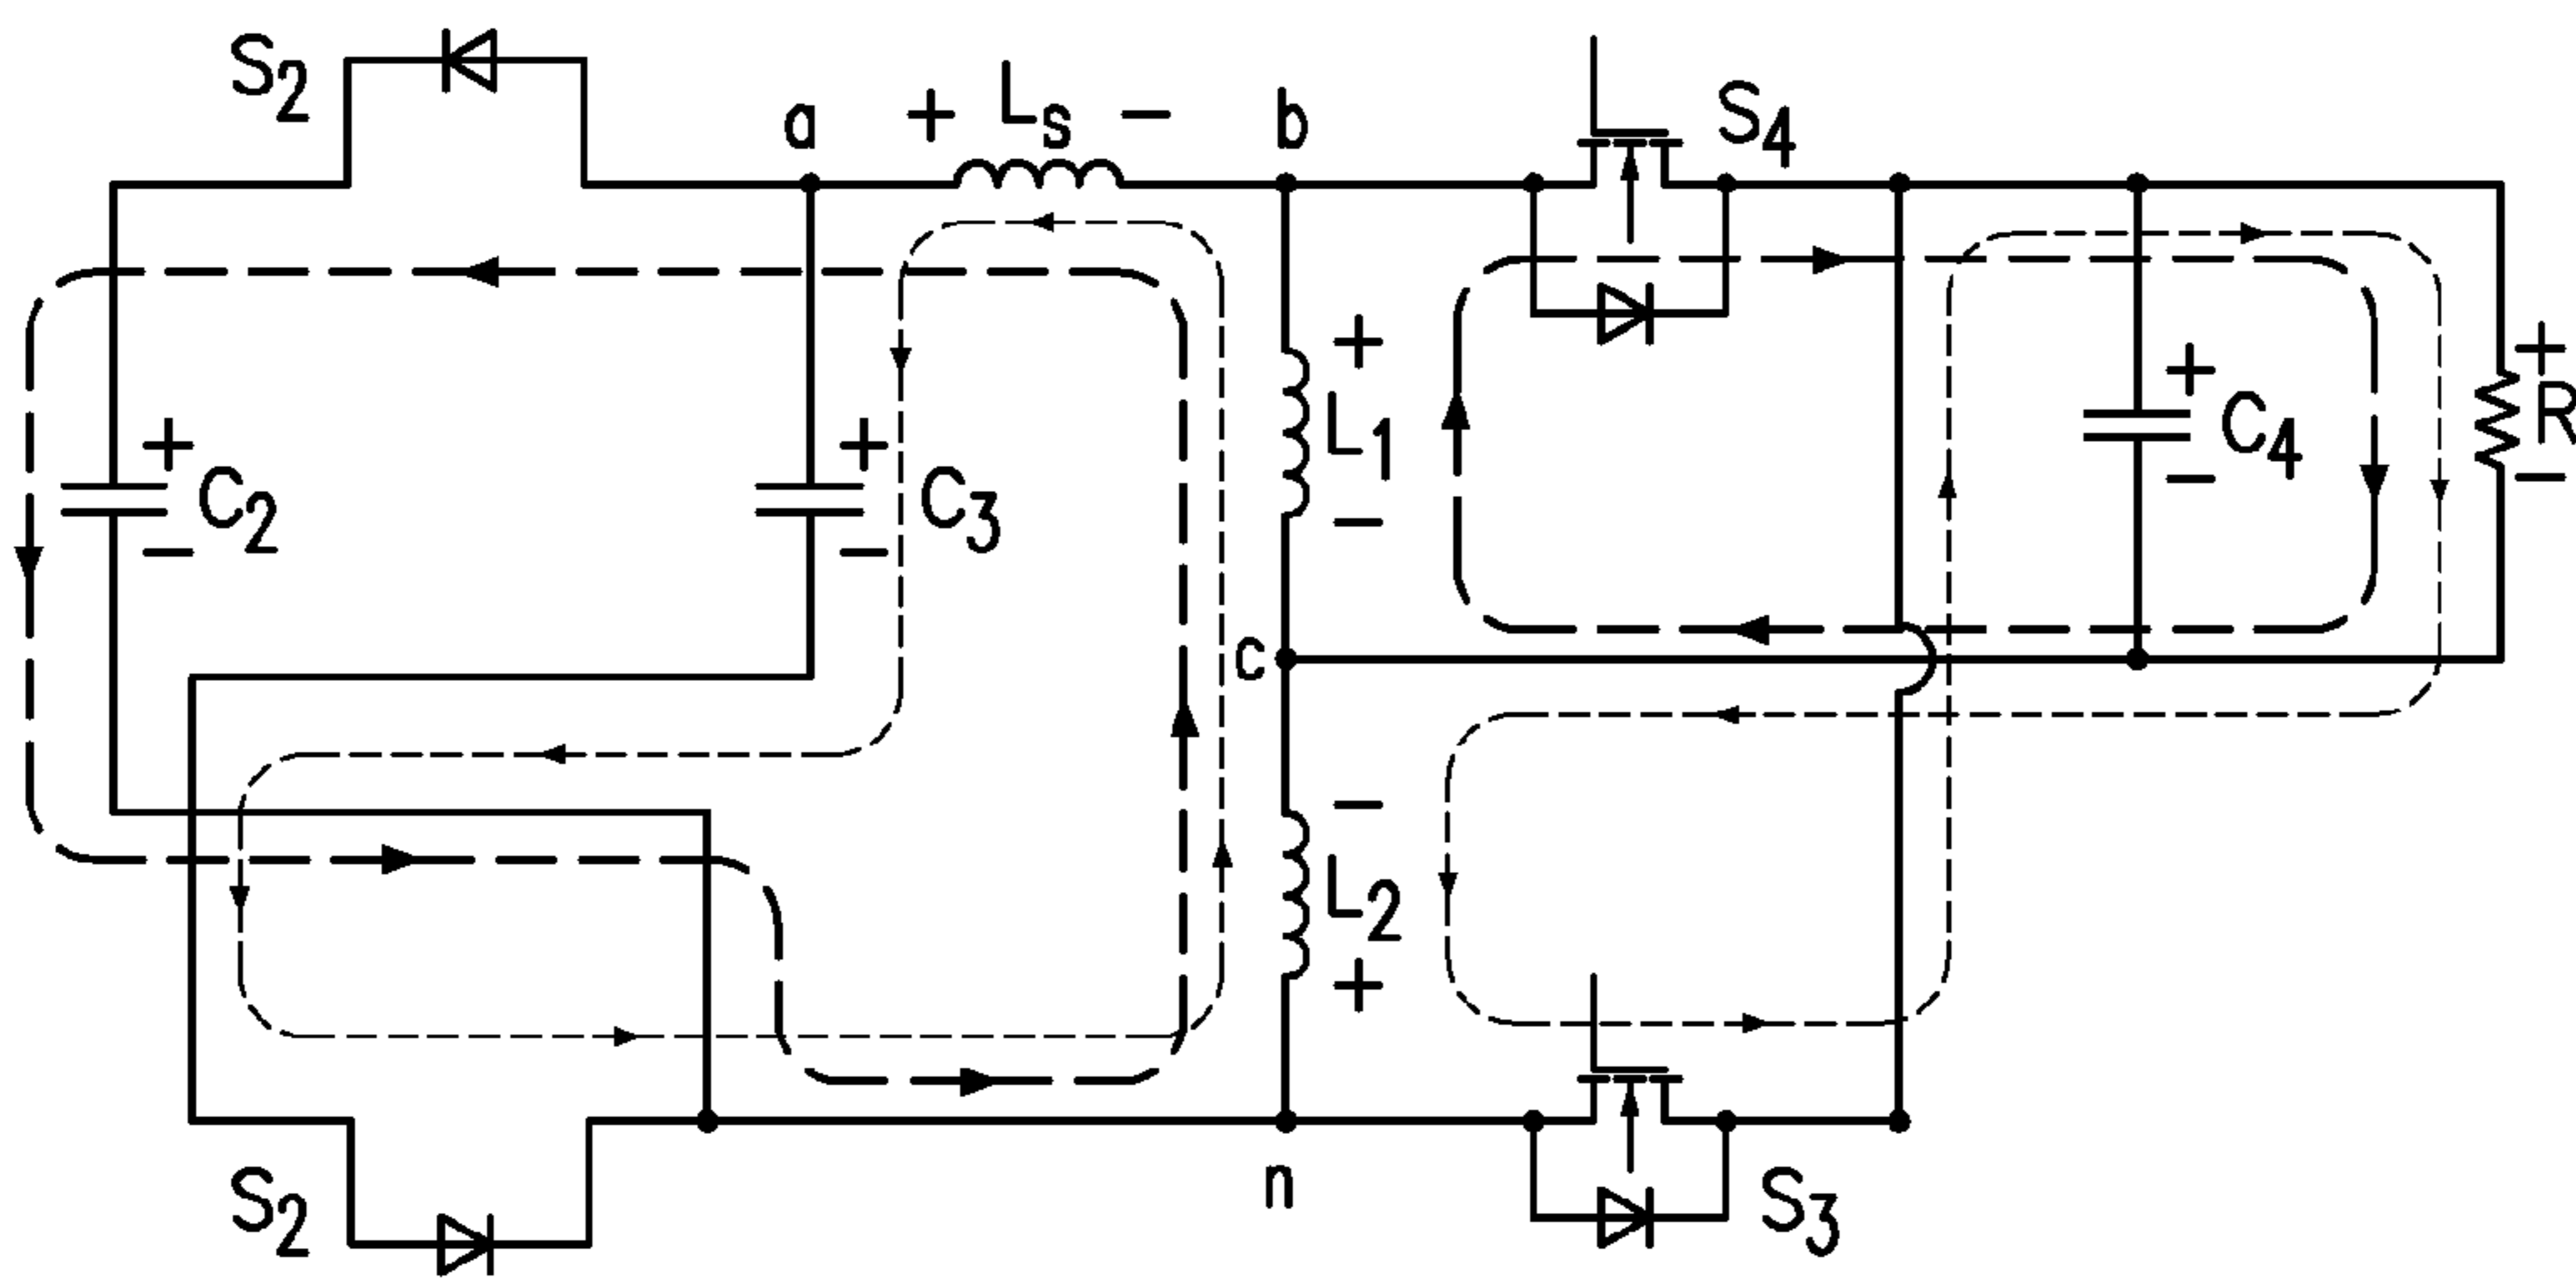 S2
a
+ Ls −
b
S4
+
C2
−
+
C3
−
+
L1
−
+
C4
−
+
R
−
c
−
L2
+
n
S2
S3